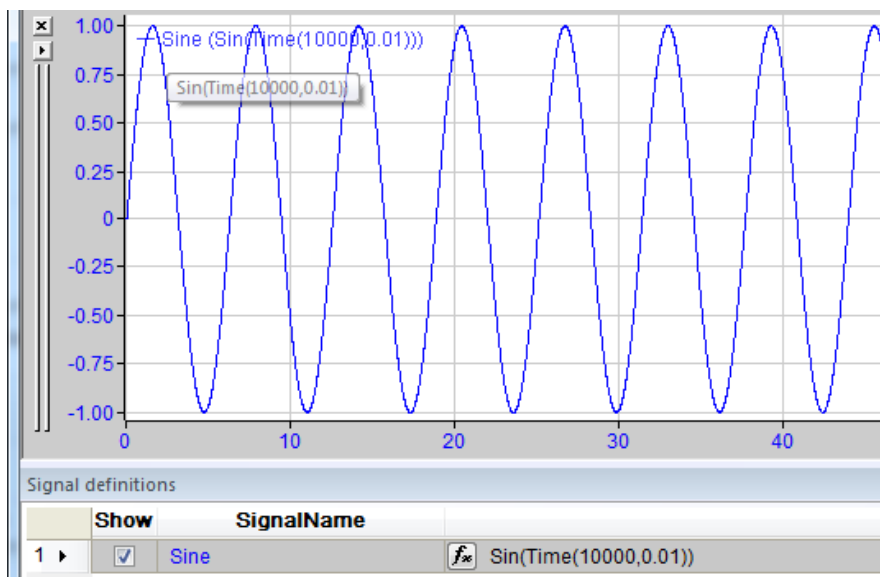 1.00
Sine (Sin(Time(10000,0.01)))
0.75
Sin(Time(10000,0.01))
0.50
0.25
0
-0.25
-0.50
-0.75
-1.00
0 10 20 30 40
Signal definitions
Show SignalName
1 Sine fx Sin(Time(10000,0.01))